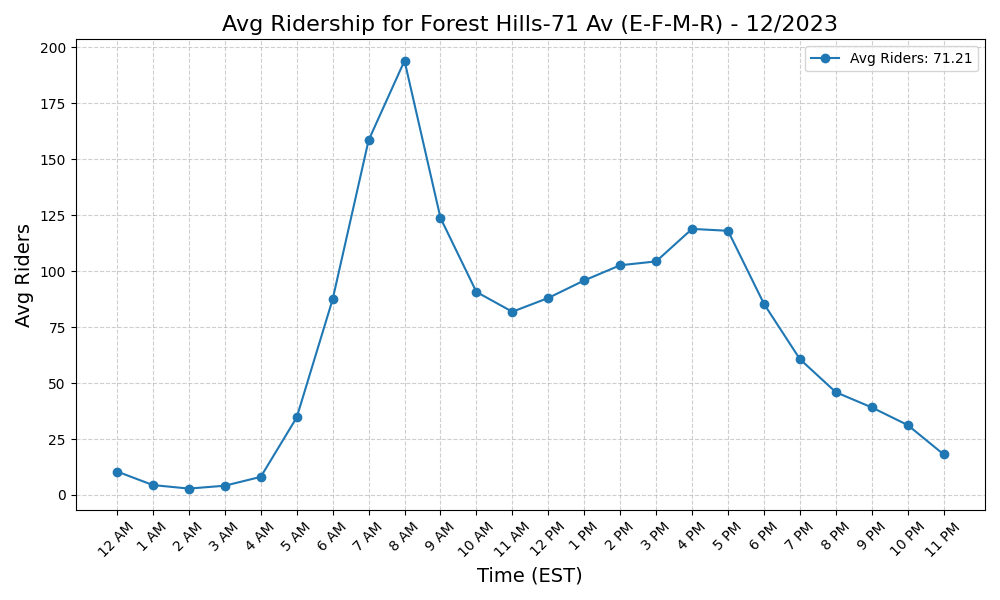 Avg Ridership for Forest Hills-71 Av (E-F-M-R) - 12/2023
Avg Riders: 71.21
Avg Riders
200
175
150
125
100
75
50
25
0
12 AM
1 AM
2 AM
3 AM
4 AM
5 AM
6 AM
7 AM
8 AM
9 AM
10 AM
11 AM
12 PM
1 PM
2 PM
3 PM
4 PM
5 PM
6 PM
7 PM
8 PM
9 PM
10 PM
11 PM
Time (EST)